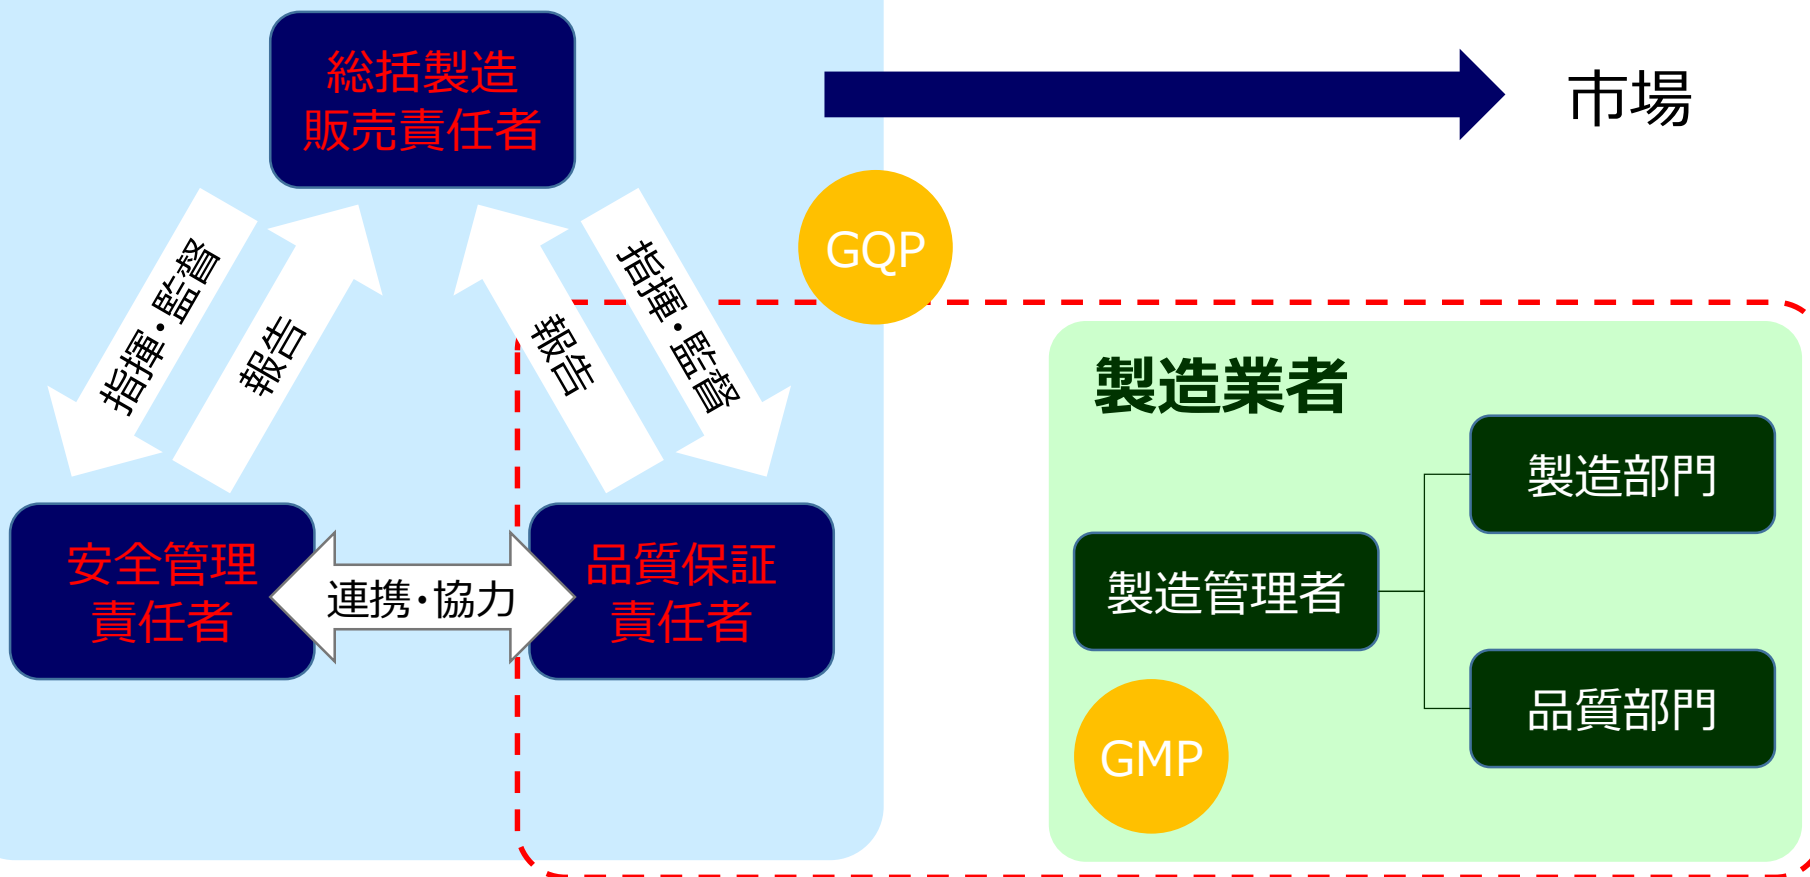 総括製造
販売責任者
市場
GQP
指揮・監督
報告
報告
指揮・監督
製造業者
製造部門
安全管理
責任者
連携・協力
品質保証
責任者
製造管理者
品質部門
GMP